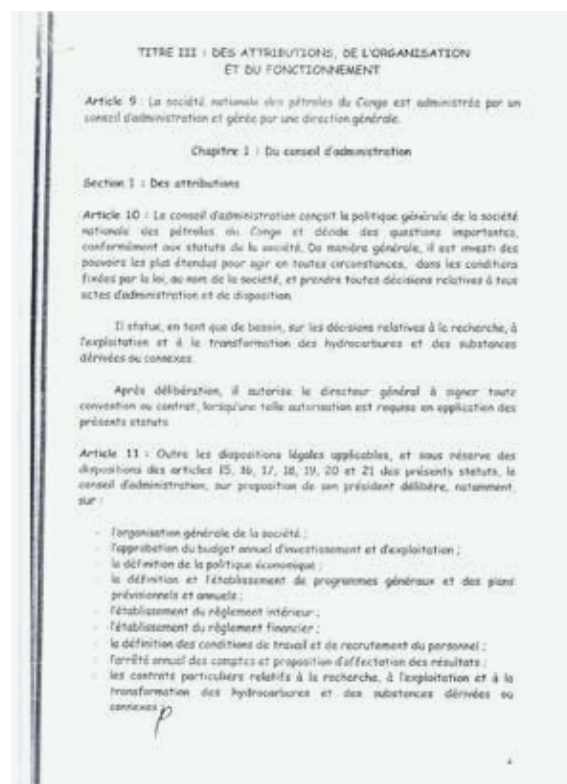 TITRE III : DES ATTRIBUTIONS, DE L'ORGANISATION
ET DU FONCTIONNEMENT
Article 9 : La société nationale des pétroles du Congo est administrée par un
conseil d'administration et gérée par une direction générale.
Chapitre 1 : Du conseil d'administration
Section 1 : Des attributions
Article 10 : Le conseil d'administration conçoit la politique générale de la société
nationale des pétroles du Congo et décide des questions importantes,
conformément aux statuts de la société. De manière générale, il est investi des
pouvoirs les plus étendus pour agir en toutes circonstances, dans les conditions
fixées par la loi, au nom de la société, et prendre toutes décisions relatives à tous
actes d'administration et de disposition.
Il statue, en tant que de besoin, sur les décisions relatives à la recherche, à
l'exploitation et à la transformation des hydrocarbures et des substances
dérivées ou connexes.
Après délibération, il autorise le directeur général à signer toute
convention ou contrat, lorsqu'une telle autorisation est requise en application des
présents statuts.
Article 11 : Outre les dispositions légales applicables, et sous réserve des
dispositions des articles 15, 16, 17, 18, 19, 20 et 21 des présents statuts, le
conseil d'administration, sur proposition de son président délibère, notamment,
sur :
- l'organisation générale de la société ;
- l'approbation du budget annuel d'investissement et d'exploitation ;
- la définition de la politique économique ;
- la définition et l'établissement de programmes généraux et des plans
prévisionnels et annuels ;
- l'établissement du règlement intérieur ;
- l'établissement du règlement financier ;
- la définition des conditions de travail et de recrutement du personnel ;
- l'arrêté annuel des comptes et proposition d'affectation des résultats ;
- les contrats particuliers relatifs à la recherche, à l'exploitation et à la
transformation des hydrocarbures et des substances dérivées ou
connexes